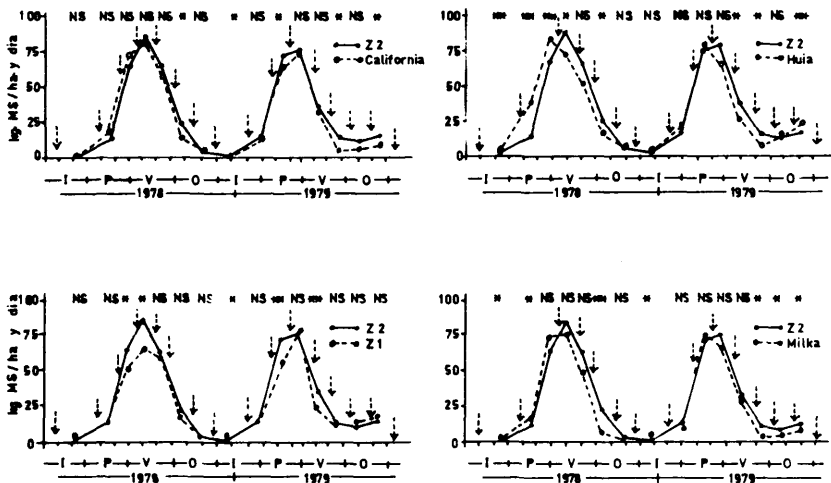 NS NS NS NS NS * NS * NS * NS NS * *
100
75
50
25
0
kg MS/ha y dia
Z 2
California
I P V O I P V O
1978 1979
** ** ** * NS * NS NS * NS NS NS * * NS **
100
75
50
25
0
Z 2
Huia
I P V O I P V O
1978 1979
NS NS * * NS NS NS * NS ** NS ** NS NS NS
100
75
50
25
0
kg MS/ha y dia
Z 2
Z 1
I P V O I P V O
1978 1979
* ** NS NS NS ** NS * NS NS NS NS * * *
100
75
50
25
0
Z 2
Milka
I P V O I P V O
1978 1979